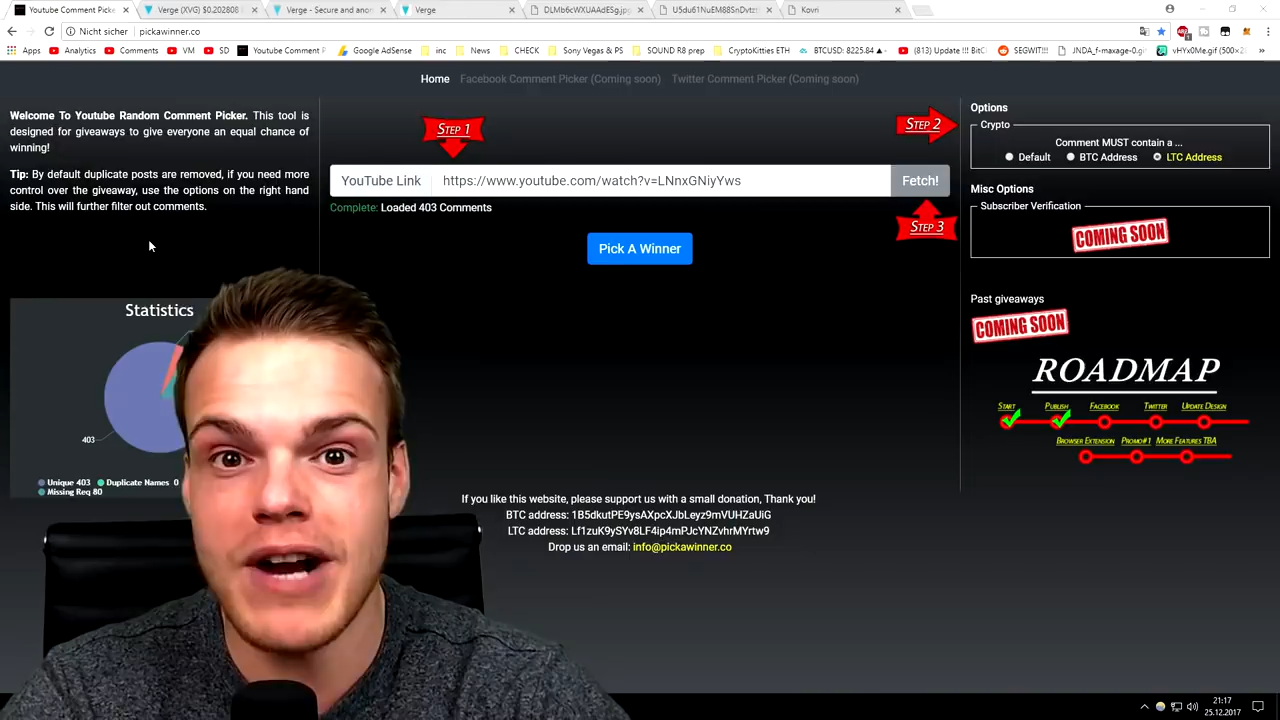 Youtube Comment Pick
Verge (XVG) $0.202808
Verge - Secure and anon
Verge
DLMb6cWXUAAdESg.jpg
Kovri
Nicht sicher | pickawinner.co
Apps
Analytics
Comments
VM
SD
Youtube Comment P
Google AdSense
inc
News
CHECK
Sony Vegas & PS
SOUND R8 prep
CryptoKitties ETH
BTCUSD: 8225.84
(813) Update !!! BitC
SEGWIT!!!
JNDA_f-maxage-0.gif
vHYx0Me.gif (500×2
Home
Facebook Comment Picker (Coming soon)
Twitter Comment Picker (Coming soon)
Welcome To Youtube Random Comment Picker. This tool is
designed for giveaways to give everyone an equal chance of
winning!
Tip: By default duplicate posts are removed, if you need more
control over the giveaway, use the options on the right hand
side. This will further filter out comments.
Statistics
403
Unique 403 Duplicate Names 0
Missing Req 80
STEP 1
YouTube Link https://www.youtube.com/watch?v=LNnxGNiyYws Fetch!
Complete: Loaded 403 Comments
Pick A Winner
STEP 2
STEP 3
If you like this website, please support us with a small donation, Thank you!
BTC address: 1B5dkutPE9ysAXpcXJbLeyz9mVUHZaUiG
LTC address: Lf1zuK9ySYv8LF4ip4mPJcYNZvhrMYrtw9
Drop us an email: info@pickawinner.co
Options
Crypto
Comment MUST contain a ...
Default BTC Address LTC Address
Misc Options
Subscriber Verification
COMING SOON
Past giveaways
COMING SOON
ROADMAP
START PUBLISH FACEBOOK TWITTER UPDATE DESIGN
BROWSER EXTENSION PROMO#1 MORE FEATURES TBA
21:17
25.12.2017